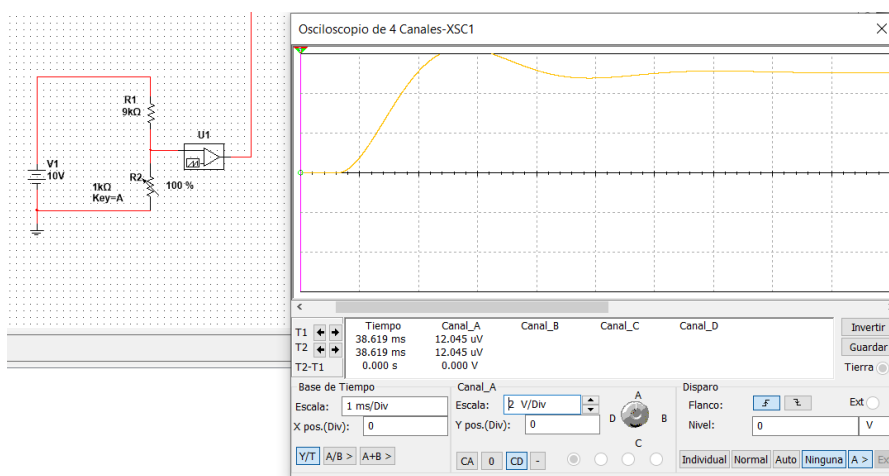 Osciloscopio de 4 Canales-XSC1
R1
9kΩ
U1
V1
10V
R2
100 %
1kΩ
Key=A
T1
T2
T2-T1
Tiempo Canal_A Canal_B Canal_C Canal_D
38.619 ms 12.045 uV
38.619 ms 12.045 uV
0.000 s 0.000 V
Invertir
Guardar
Tierra
Base de Tiempo
Escala: 1 ms/Div
X pos.(Div): 0
Y/T A/B > A+B >
Canal_A
Escala: 2 V/Div
Y pos.(Div): 0
CA 0 CD -
A
B
C
D
Disparo
Flanco: Ext
Nivel: 0 V
Individual Normal Auto Ninguna A >